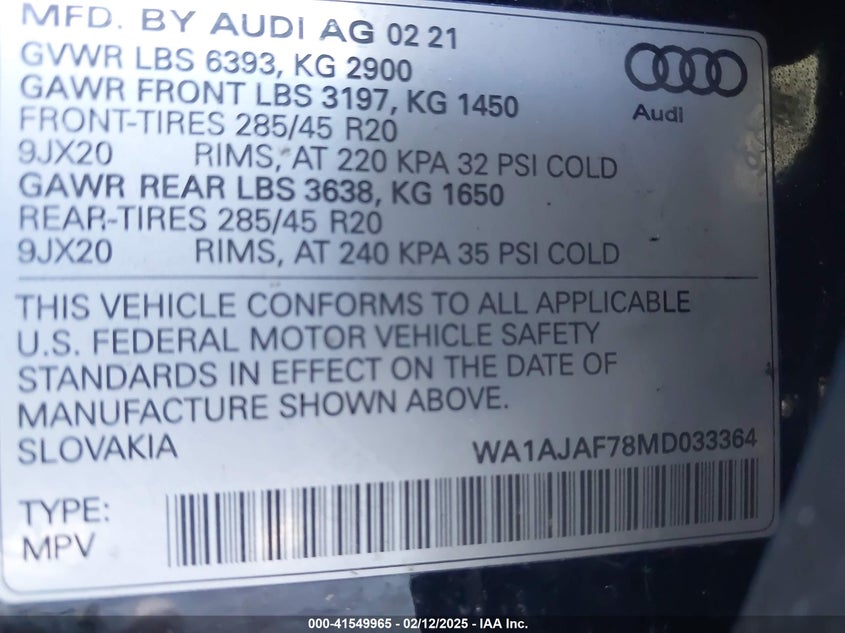 MFD. BY AUDI AG 02 21
GVWR LBS 6393, KG 2900
GAWR FRONT LBS 3197, KG 1450
FRONT-TIRES 285/45 R20
9JX20 RIMS, AT 220 KPA 32 PSI COLD
GAWR REAR LBS 3638, KG 1650
REAR-TIRES 285/45 R20
9JX20 RIMS, AT 240 KPA 35 PSI COLD
Audi
THIS VEHICLE CONFORMS TO ALL APPLICABLE
U.S. FEDERAL MOTOR VEHICLE SAFETY
STANDARDS IN EFFECT ON THE DATE OF
MANUFACTURE SHOWN ABOVE.
SLOVAKIA WA1AJAF78MD033364
TYPE:
MPV
000-41549965 - 02/12/2025 - IAA Inc.